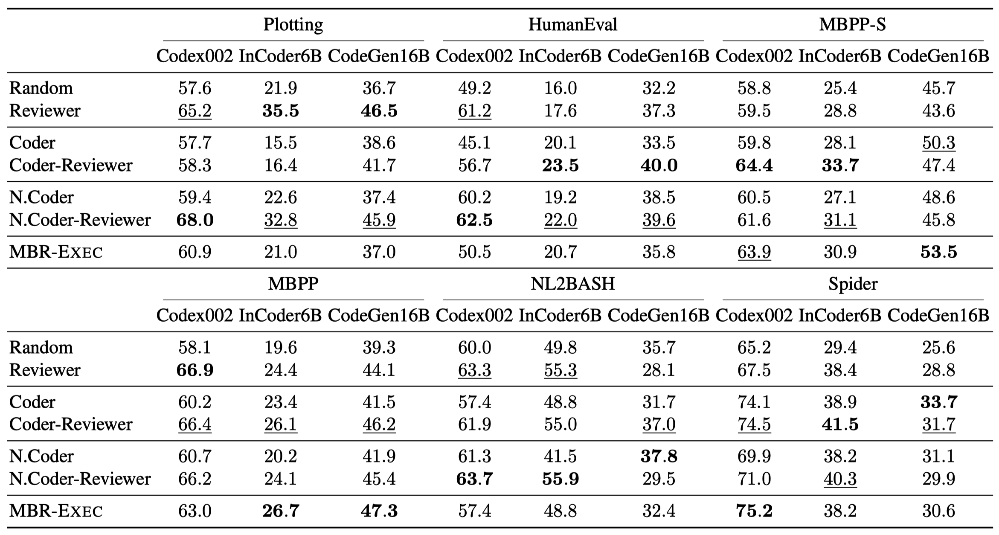 Plotting HumanEval MBPP-S
Codex002 InCoder6B CodeGen16B Codex002 InCoder6B CodeGen16B Codex002 InCoder6B CodeGen16B
Random 57.6 21.9 36.7 49.2 16.0 32.2 58.8 25.4 45.7
Reviewer 65.2 35.5 46.5 61.2 17.6 37.3 59.5 28.8 43.6
Coder 57.7 15.5 38.6 45.1 20.1 33.5 59.8 28.1 50.3
Coder-Reviewer 58.3 16.4 41.7 56.7 23.5 40.0 64.4 33.7 47.4
N.Coder 59.4 22.6 37.4 60.2 19.2 38.5 60.5 27.1 48.6
N.Coder-Reviewer 68.0 32.8 45.9 62.5 22.0 39.6 61.6 31.1 45.8
MBR-EXEC 60.9 21.0 37.0 50.5 20.7 35.8 63.9 30.9 53.5
MBPP NL2BASH Spider
Codex002 InCoder6B CodeGen16B Codex002 InCoder6B CodeGen16B Codex002 InCoder6B CodeGen16B
Random 58.1 19.6 39.3 60.0 49.8 35.7 65.2 29.4 25.6
Reviewer 66.9 24.4 44.1 63.3 55.3 28.1 67.5 38.4 28.8
Coder 60.2 23.4 41.5 57.4 48.8 31.7 74.1 38.9 33.7
Coder-Reviewer 66.4 26.1 46.2 61.9 55.0 37.0 74.5 41.5 31.7
N.Coder 60.7 20.2 41.9 61.3 41.5 37.8 69.9 38.2 31.1
N.Coder-Reviewer 66.2 24.1 45.4 63.7 55.9 29.5 71.0 40.3 29.9
MBR-EXEC 63.0 26.7 47.3 57.4 48.8 32.4 75.2 38.2 30.6